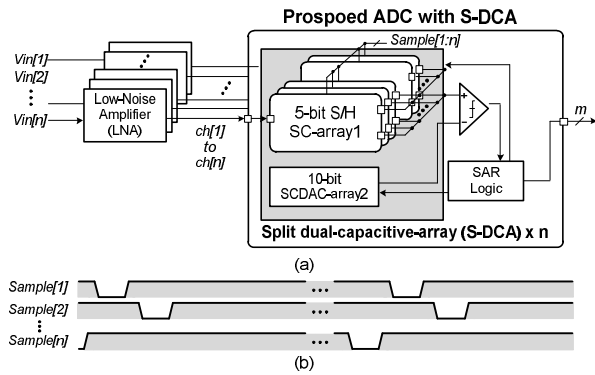 Prospoed ADC with S-DCA
(a)
Vin[1]
Vin[2]
Vin[n]
Low-Noise
Amplifier
(LNA)
ch[1]
to
ch[n]
Sample[1:n]
5-bit S/H
SC-array1
10-bit
SCDAC-array2
+
−
SAR
Logic
m
Split dual-capacitive-array (S-DCA) x n
(a)
Sample[1]
Sample[2]
Sample[n]
(b)